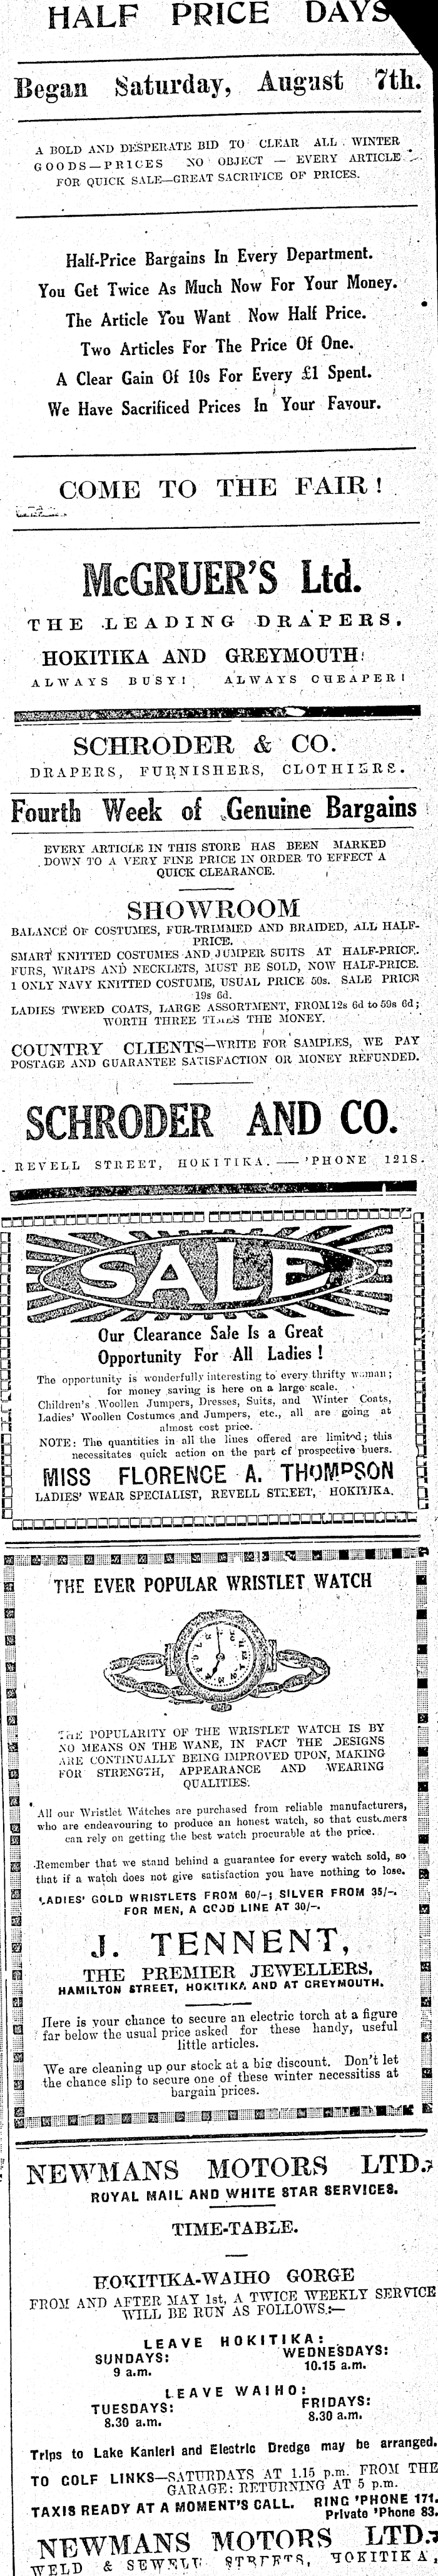 HALF PRICE DAYS
Began Saturday, August 7th.
A BOLD AND DESPERATE BID TO CLEAR ALL WINTER
GOODS—PRICES NO OBJECT — EVERY ARTICLE
FOR QUICK SALE—GREAT SACRIFICE OF PRICES.
Half-Price Bargains In Every Department.
You Get Twice As Much Now For Your Money.
The Article You Want Now Half Price.
Two Articles For The Price Of One.
A Clear Gain Of 10s For Every £1 Spent.
We Have Sacrificed Prices In Your Favour.
COME TO THE FAIR!
McGRUER'S Ltd.
THE LEADING DRAPERS.
HOKITIKA AND GREYMOUTH!
ALWAYS BUSY! ALWAYS CHEAPER!
SCHRODER & CO.
DRAPERS, FURNISHERS, CLOTHIERS.
Fourth Week of Genuine Bargains
EVERY ARTICLE IN THIS STORE HAS BEEN MARKED
DOWN TO A VERY FINE PRICE IN ORDER TO EFFECT A
QUICK CLEARANCE.
SHOWROOM
BALANCE OF COSTUMES, FUR-TRIMMED AND BRAIDED, ALL HALF-
PRICE.
SMART KNITTED COSTUMES AND JUMPER SUITS AT HALF-PRICE.
FURS, WRAPS AND NECKLETS, MUST BE SOLD, NOW HALF-PRICE.
1 ONLY NAVY KNITTED COSTUME, USUAL PRICE 50s. SALE PRICE
19s 6d.
LADIES TWEED COATS, LARGE ASSORTMENT, FROM 12s 6d to 59s 6d;
WORTH THREE TIMES THE MONEY.
COUNTRY CLIENTS—WRITE FOR SAMPLES, WE PAY
POSTAGE AND GUARANTEE SATISFACTION OR MONEY REFUNDED.
SCHRODER AND CO.
REVELL STREET, HOKITIKA.—'PHONE 121S.
SALE
Our Clearance Sale Is a Great
Opportunity For All Ladies!
The opportunity is wonderfully interesting to every thrifty woman;
for money saving is here on a large scale.
Children's Woollen Jumpers, Dresses, Suits, and Winter Coats,
Ladies' Woollen Costumes and Jumpers, etc., all are going at
almost cost price.
NOTE: The quantities in all the lines offered are limited; this
necessitates quick action on the part of prospective buers.
MISS FLORENCE A. THOMPSON
LADIES' WEAR SPECIALIST, REVELL STREET, HOKITIKA.
THE EVER POPULAR WRISTLET WATCH
THE POPULARITY OF THE WRISTLET WATCH IS BY
NO MEANS ON THE WANE, IN FACT THE DESIGNS
ARE CONTINUALLY BEING IMPROVED UPON, MAKING
FOR STRENGTH, APPEARANCE AND WEARING
QUALITIES.
All our Wristlet Watches are purchased from reliable manufacturers,
who are endeavouring to produce an honest watch, so that customers
can rely on getting the best watch procurable at the price.
Remember that we stand behind a guarantee for every watch sold, so
that if a watch does not give satisfaction you have nothing to lose.
LADIES' GOLD WRISTLETS FROM 60/-; SILVER FROM 35/-.
FOR MEN, A GOOD LINE AT 30/-.
J. TENNENT,
THE PREMIER JEWELLERS.
HAMILTON STREET, HOKITIKA AND AT GREYMOUTH.
Here is your chance to secure an electric torch at a figure
far below the usual price asked for these handy, useful
little articles.
We are cleaning up our stock at a big discount. Don't let
the chance slip to secure one of these winter necessitiss at
bargain prices.
NEWMANS MOTORS LTD.
ROYAL MAIL AND WHITE STAR SERVICES.
TIME-TABLE.
HOKITIKA-WAIHO GORGE
FROM AND AFTER MAY 1st, A TWICE WEEKLY SERVICE
WILL BE RUN AS FOLLOWS:—
LEAVE HOKITIKA:
SUNDAYS: WEDNESDAYS:
9 a.m. 10.15 a.m.
LEAVE WAIHO:
TUESDAYS: FRIDAYS:
8.30 a.m. 8.30 a.m.
Trips to Lake Kanieri and Electric Dredge may be arranged.
TO GOLF LINKS—SATURDAYS AT 1.15 p.m. FROM THE
GARAGE: RETURNING AT 5 p.m.
TAXIS READY AT A MOMENT'S CALL. RING 'PHONE 171.
Private 'Phone 83.
NEWMANS MOTORS LTD.
WELD & SEWELL STREETS, HOKITIKA,